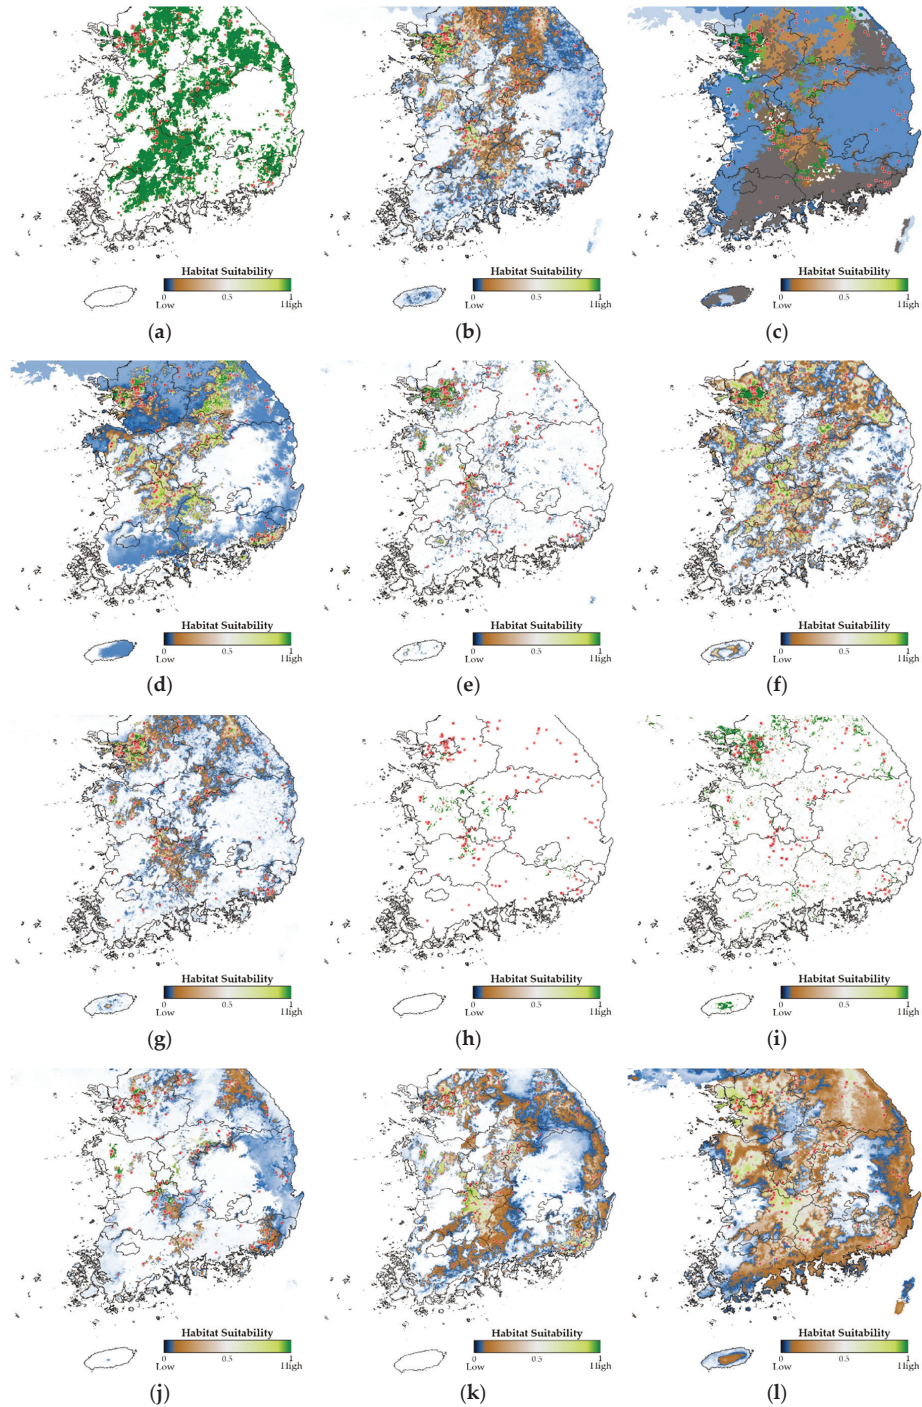 Habitat Suitability Habitat Suitability Habitat Suitability
0 0.5 1 0 0.5 1 0 0.5 1
Low High Low High Low High
(a) (b) (c)
Habitat Suitability Habitat Suitability Habitat Suitability
0 0.5 1 0 0.5 1 0 0.5 1
Low High Low High Low High
(d) (e) (f)
Habitat Suitability Habitat Suitability Habitat Suitability
0 0.5 1 0 0.5 1 0 0.5 1
Low High Low High Low High
(g) (h) (i)
Habitat Suitability Habitat Suitability Habitat Suitability
0 0.5 1 0 0.5 1 0 0.5 1
Low High Low High Low High
(j) (k) (l)